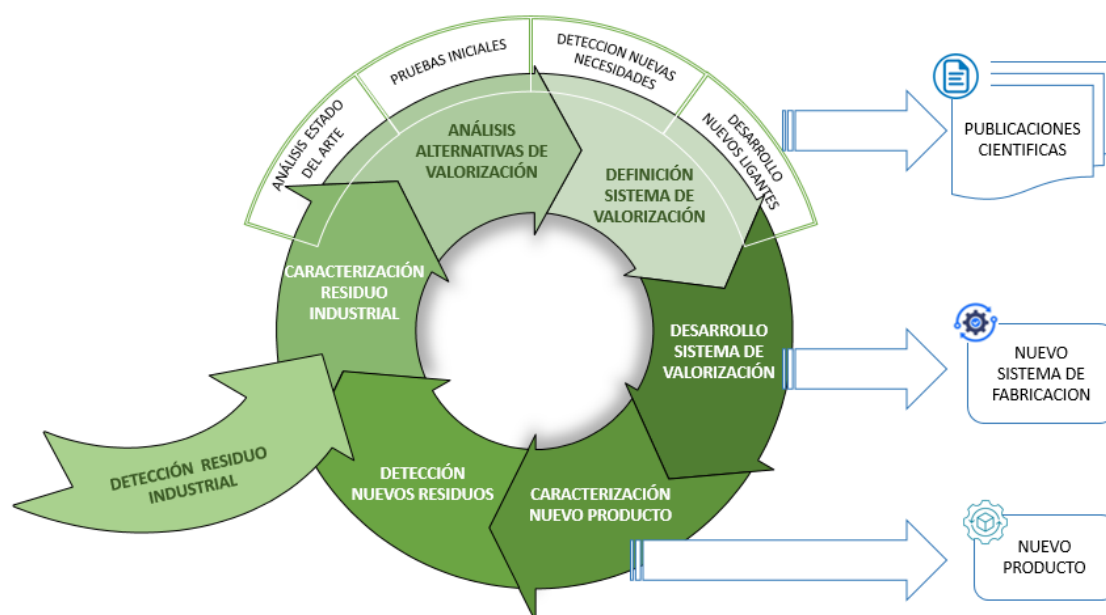 ANÁLISIS ESTADO
DEL ARTE
PRUEBAS INICIALES
DETECCION NUEVAS
NECESIDADES
DESARROLLO
NUEVOS LIGANTES
ANÁLISIS
ALTERNATIVAS DE
VALORIZACIÓN
DEFINICIÓN
SISTEMA DE
VALORIZACIÓN
CARACTERIZACIÓN
RESIDUO
INDUSTRIAL
DESARROLLO
SISTEMA DE
VALORIZACIÓN
DETECCIÓN RESIDUO
INDUSTRIAL
DETECCIÓN
NUEVOS RESIDUOS
CARACTERIZACIÓN
NUEVO PRODUCTO
PUBLICACIONES
CIENTIFICAS
NUEVO
SISTEMA DE
FABRICACION
NUEVO
PRODUCTO